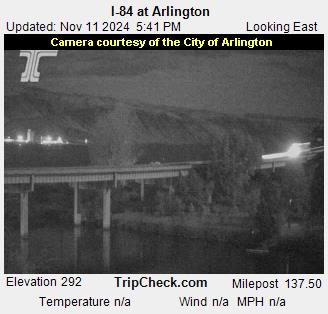 I-84 at Arlington
Updated: Nov 11 2024 5:41 PM Looking East
Camera courtesy of the City of Arlington
Elevation 292 TripCheck.com Milepost 137.50
Temperature n/a Wind n/a MPH n/a